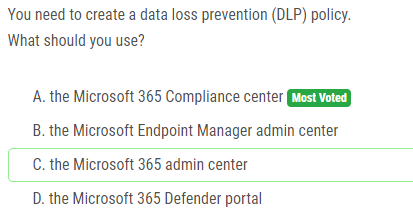 You need to create a data loss prevention (DLP) policy.
What should you use?
A. the Microsoft 365 Compliance center Most Voted
B. the Microsoft Endpoint Manager admin center
C. the Microsoft 365 admin center
D. the Microsoft 365 Defender portal